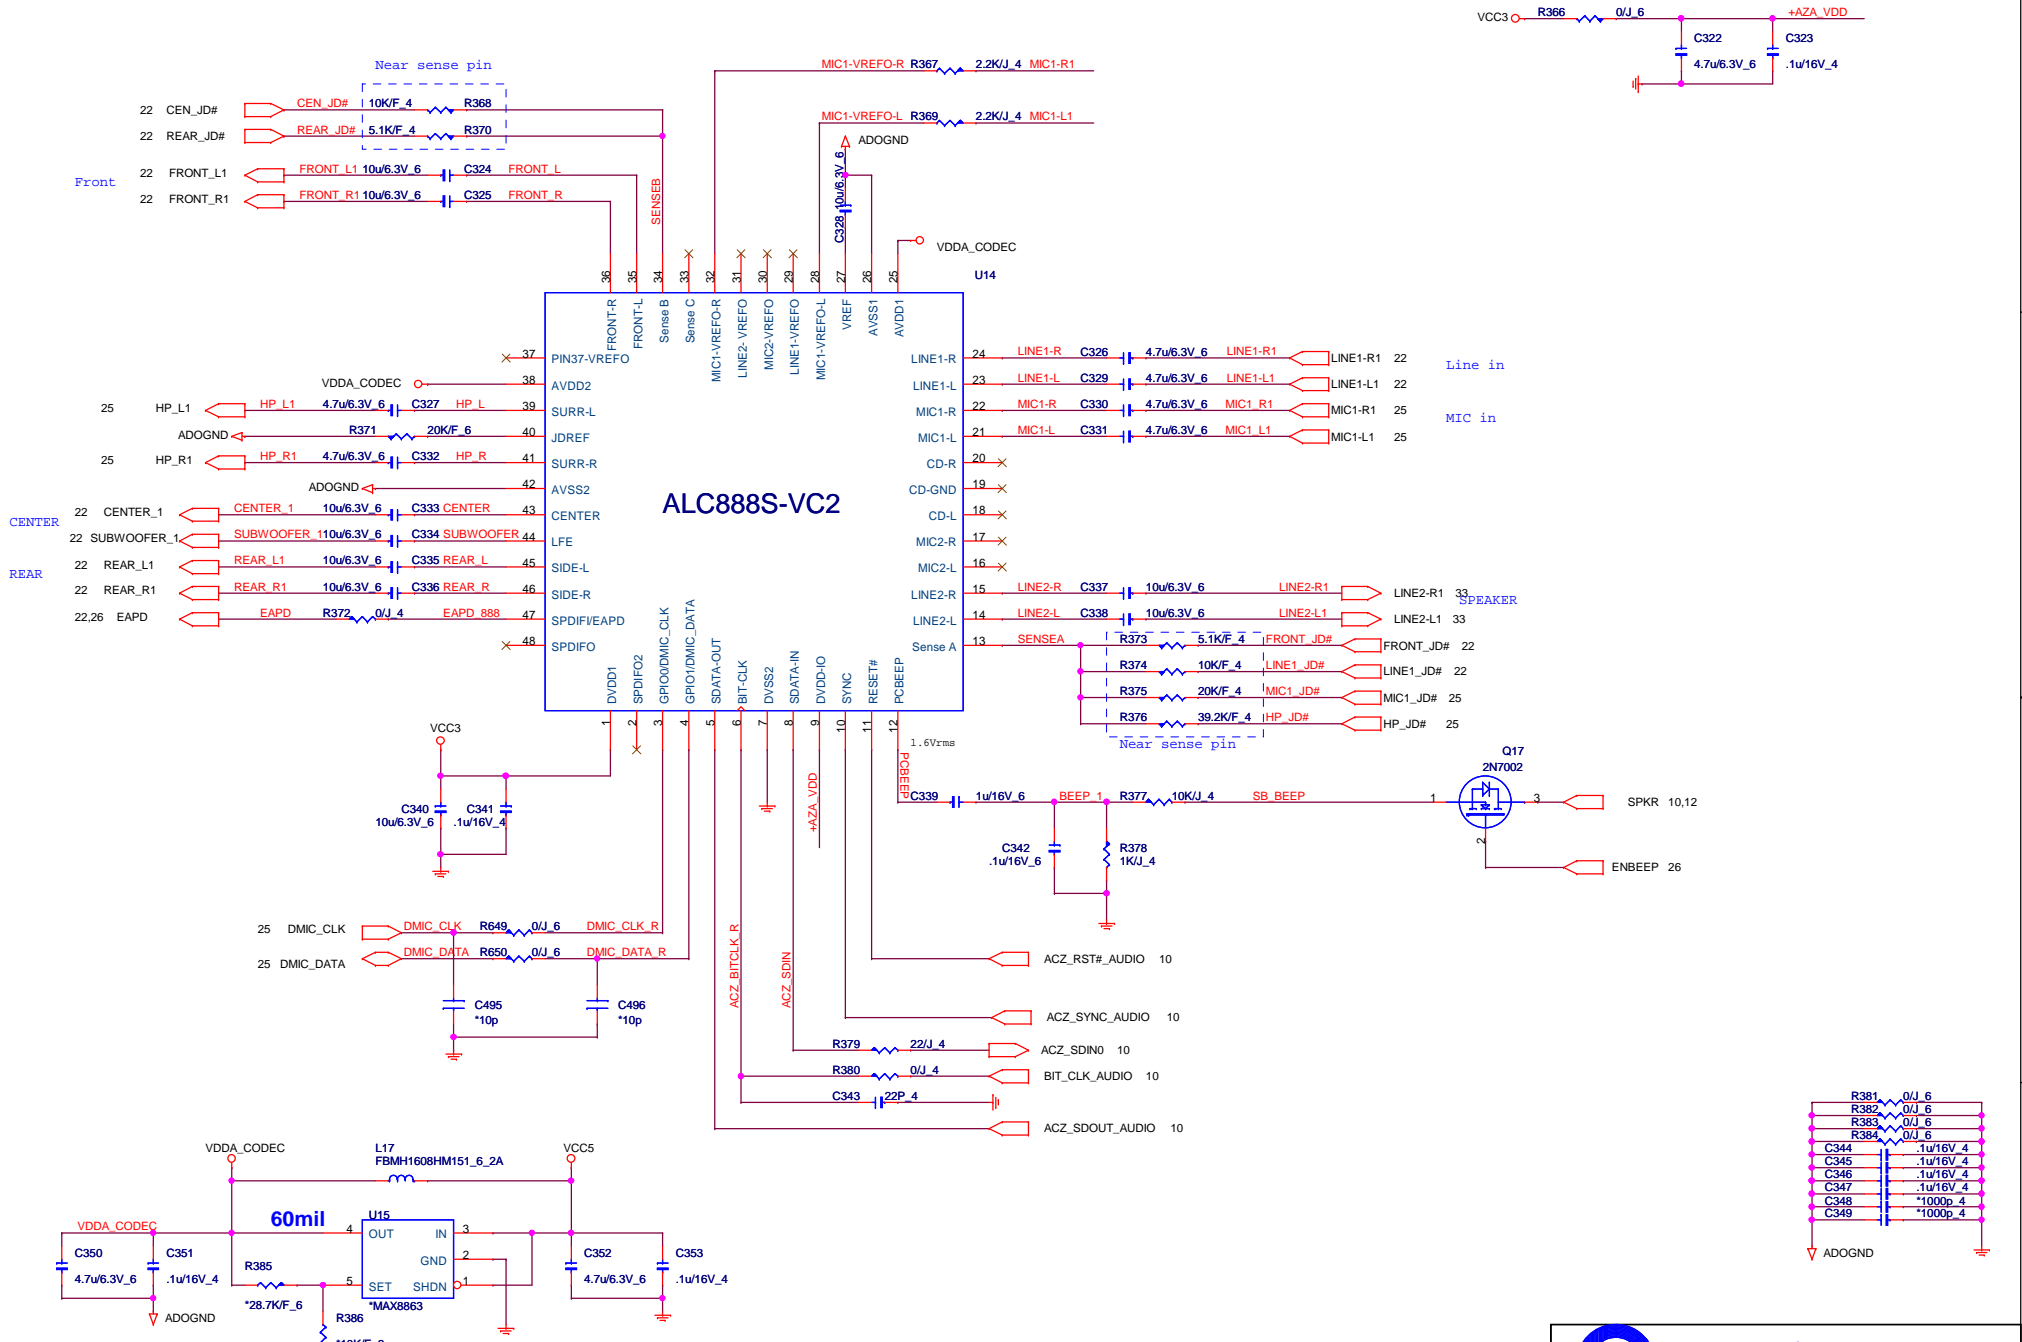 VCC3 R366 0/J_6 +AZA_VDD
C322 C323
4.7u/6.3V_6 .1u/16V_4
Near sense pin
MIC1-VREFO-R R367 2.2K/J_4 MIC1-R1
22 CEN_JD# CEN_JD# 10K/F_4 R368
MIC1-VREFO-L R369 2.2K/J_4 MIC1-L1
22 REAR_JD# REAR_JD# 5.1K/F_4 R370
ADOGND
Front
22 FRONT_L1 FRONT_L1 10u/6.3V_6 C324 FRONT_L
22 FRONT_R1 FRONT_R1 10u/6.3V_6 C325 FRONT_R
SENSEB
C328 10u/6.3V_6
VDDA_CODEC
U14
36 35 34 33 32 31 30 29 28 27 26 25
FRONT-R
FRONT-L
Sense B
Sense C
MIC1-VREFO-R
LINE2- VREFO
MIC2-VREFO
LINE1-VREFO
MIC1-VREFO-L
VREF
AVSS1
AVDD1
ALC888S-VC2
37 PIN37-VREFO
VDDA_CODEC 38 AVDD2
25 HP_L1 HP_L1 4.7u/6.3V_6 C327 HP_L 39 SURR-L
ADOGND R371 20K/F_6 40 JDREF
25 HP_R1 HP_R1 4.7u/6.3V_6 C332 HP_R 41 SURR-R
ADOGND 42 AVSS2
CENTER
22 CENTER_1 CENTER_1 10u/6.3V_6 C333 CENTER 43 CENTER
22 SUBWOOFER_1 SUBWOOFER_1 10u/6.3V_6 C334 SUBWOOFER 44 LFE
REAR
22 REAR_L1 REAR_L1 10u/6.3V_6 C335 REAR_L 45 SIDE-L
22 REAR_R1 REAR_R1 10u/6.3V_6 C336 REAR_R 46 SIDE-R
22,26 EAPD EAPD R372 0/J_4 EAPD_888 47 SPDIFI/EAPD
48 SPDIFO
LINE1-R 24 LINE1-R C326 4.7u/6.3V_6 LINE1-R1 LINE1-R1 22
Line in
LINE1-L 23 LINE1-L C329 4.7u/6.3V_6 LINE1-L1 LINE1-L1 22
MIC1-R 22 MIC1-R C330 4.7u/6.3V_6 MIC1_R1 MIC1-R1 25
MIC in
MIC1-L 21 MIC1-L C331 4.7u/6.3V_6 MIC1_L1 MIC1-L1 25
CD-R 20
CD-GND 19
CD-L 18
MIC2-R 17
MIC2-L 16
LINE2-R 15 LINE2-R C337 10u/6.3V_6 LINE2-R1 LINE2-R1 33
SPEAKER
LINE2-L 14 LINE2-L C338 10u/6.3V_6 LINE2-L1 LINE2-L1 33
Sense A 13 SENSEA R373 5.1K/F_4 FRONT_JD# FRONT_JD# 22
R374 10K/F_4 LINE1_JD# LINE1_JD# 22
R375 20K/F_4 MIC1_JD# MIC1_JD# 25
R376 39.2K/F_4 HP_JD# HP_JD# 25
Near sense pin
DVDD1
SPDIFO2
GPIO0/DMIC_CLK
GPIO1/DMIC_DATA
SDATA-OUT
BIT-CLK
DVSS2
SDATA-IN
DVDD-IO
SYNC
RESET#
PCBEEP
1 2 3 4 5 6 7 8 9 10 11 12
1.6Vrms
VCC3
C340 C341
10u/6.3V_6 .1u/16V_4
+AZA_VDD
PCBEEP
C339 1u/16V_6 BEEP_1 R377 10K/J_4 SB_BEEP
Q17
2N7002
1 3 2
SPKR 10,12
C342
.1u/16V_6
R378
1K/J_4
ENBEEP 26
25 DMIC_CLK DMIC_CLK R649 0/J_6 DMIC_CLK_R
25 DMIC_DATA DMIC_DATA R650 0/J_6 DMIC_DATA_R
C495 C496
*10p *10p
ACZ_BITCLK_R
ACZ_SDIN
ACZ_RST#_AUDIO 10
ACZ_SYNC_AUDIO 10
R379 22/J_4 ACZ_SDIN0 10
R380 0/J_4 BIT_CLK_AUDIO 10
C343 22P_4
ACZ_SDOUT_AUDIO 10
R381 0/J_6
R382 0/J_6
R383 0/J_6
R384 0/J_6
C344 .1u/16V_4
C345 .1u/16V_4
C346 .1u/16V_4
C347 .1u/16V_4
C348 *1000p_4
C349 *1000p_4
ADOGND
VDDA_CODEC L17 VCC5
FBMH1608HM151_6_2A
VDDA_CODEC 60mil U15
4 OUT IN 3
GND 2
5 SET SHDN 1
*MAX8863
C350 C351
4.7u/6.3V_6 .1u/16V_4
R385
*28.7K/F_6
ADOGND
R386
C352 C353
4.7u/6.3V_6 .1u/16V_4